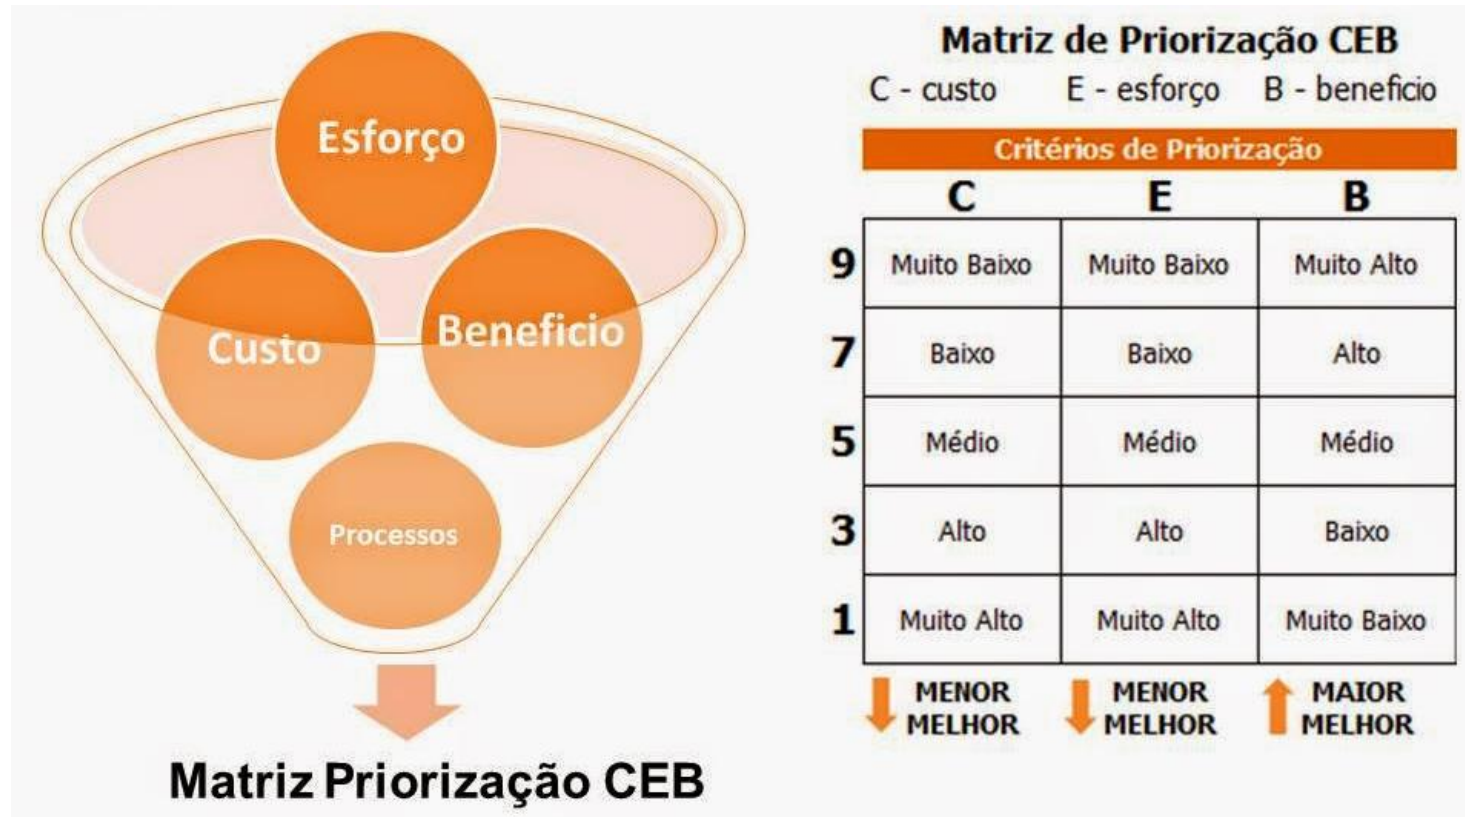 Esforço
Custo
Beneficio
Processos
Matriz Priorização CEB
Matriz de Priorização CEB
C - custo E - esforço B - beneficio
Critérios de Priorização
C E B
9 Muito Baixo Muito Baixo Muito Alto
7 Baixo Baixo Alto
5 Médio Médio Médio
3 Alto Alto Baixo
1 Muito Alto Muito Alto Muito Baixo
MENOR MENOR MAIOR
MELHOR MELHOR MELHOR